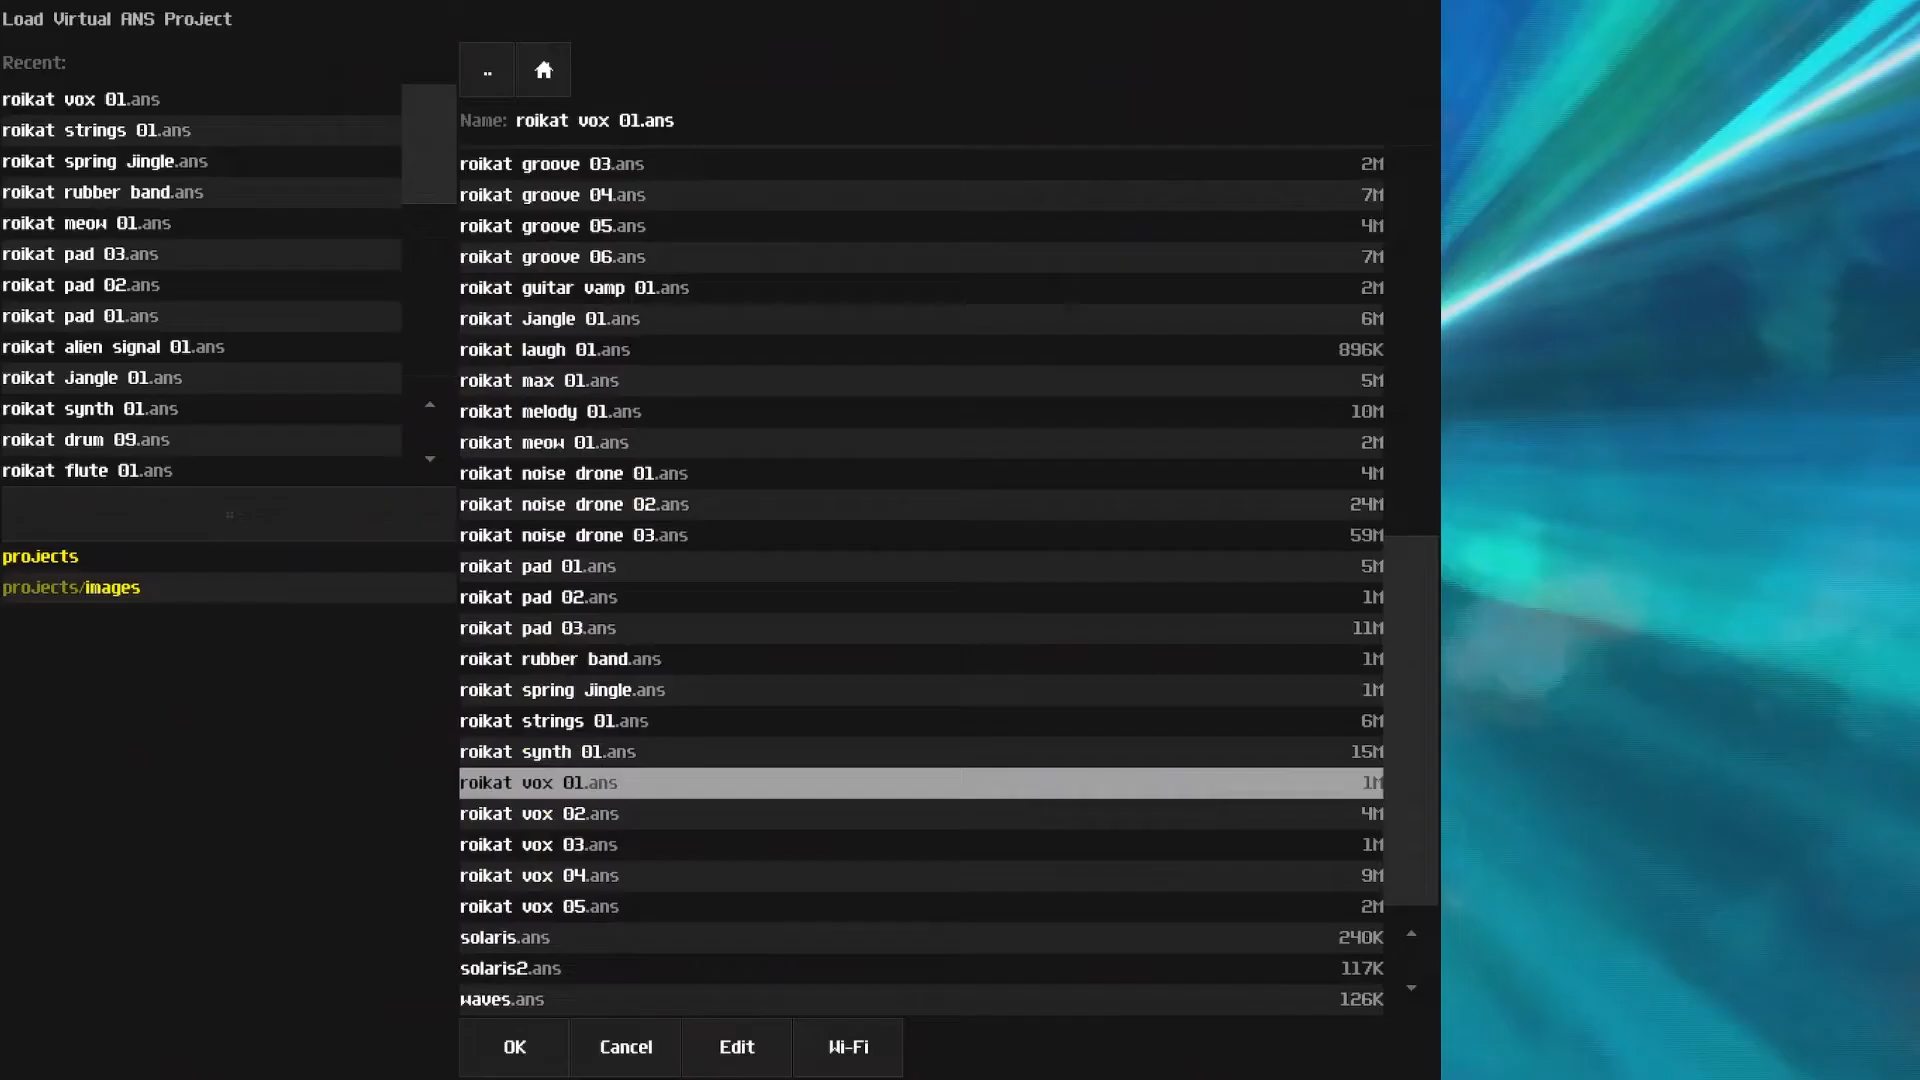 Load Virtual ANS Project
Recent:
roikat vox 01.ans
roikat strings 01.ans
roikat spring Jingle.ans
roikat rubber band.ans
roikat meow 01.ans
roikat pad 03.ans
roikat pad 02.ans
roikat pad 01.ans
roikat alien signal 01.ans
roikat Jangle 01.ans
roikat synth 01.ans
roikat drum 09.ans
roikat flute 01.ans
projects
projects/images
..
Name: roikat vox 01.ans
roikat groove 03.ans 2M
roikat groove 04.ans 7M
roikat groove 05.ans 4M
roikat groove 06.ans 7M
roikat guitar vamp 01.ans 2M
roikat Jangle 01.ans 6M
roikat laugh 01.ans 896K
roikat max 01.ans 5M
roikat melody 01.ans 10M
roikat meow 01.ans 2M
roikat noise drone 01.ans 4M
roikat noise drone 02.ans 24M
roikat noise drone 03.ans 59M
roikat pad 01.ans 5M
roikat pad 02.ans 1M
roikat pad 03.ans 11M
roikat rubber band.ans 1M
roikat spring Jingle.ans 1M
roikat strings 01.ans 6M
roikat synth 01.ans 15M
roikat vox 01.ans 1M
roikat vox 02.ans 4M
roikat vox 03.ans 1M
roikat vox 04.ans 9M
roikat vox 05.ans 2M
solaris.ans 240K
solaris2.ans 117K
waves.ans 126K
OK Cancel Edit Wi-Fi